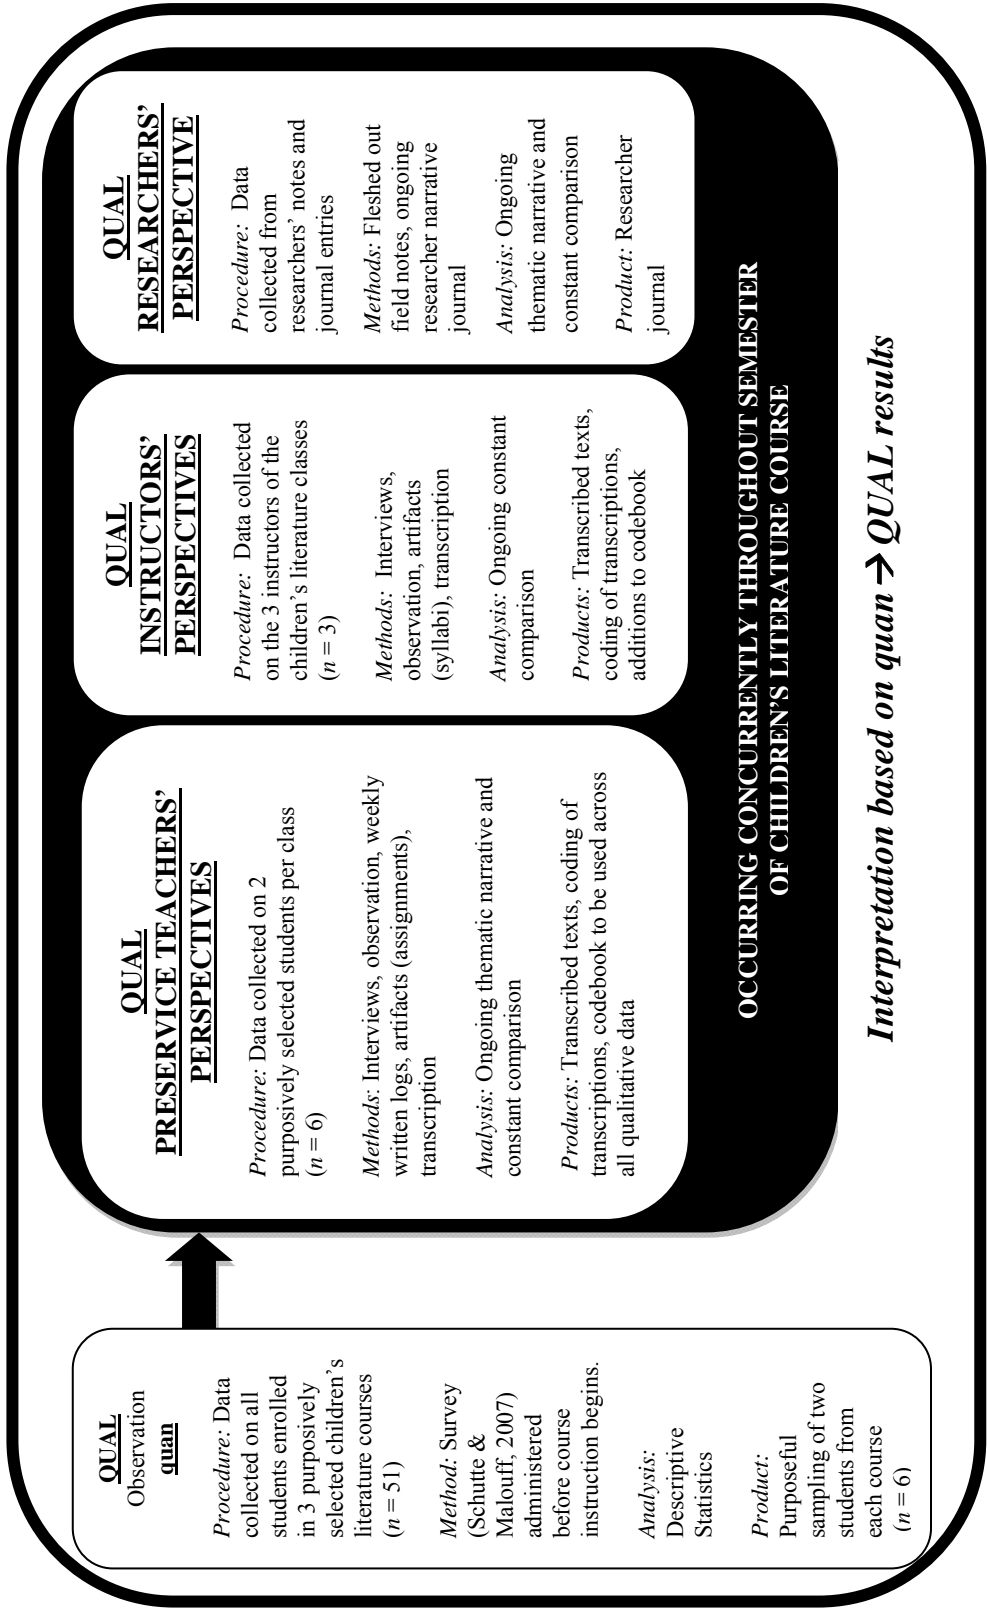 QUAL
Observation
quan
Procedure: Data
collected on all
students enrolled
in 3 purposively
selected children’s
literature courses
(n = 51)
Method: Survey
(Schutte &
Malouff, 2007)
administered
before course
instruction begins.
Analysis:
Descriptive
Statistics
Product:
Purposeful
sampling of two
students from
each course
(n = 6)
QUAL
PRESERVICE TEACHERS’
PERSPECTIVES
Procedure: Data collected on 2
purposively selected students per class
(n = 6)
Methods: Interviews, observation, weekly
written logs, artifacts (assignments),
transcription
Analysis: Ongoing thematic narrative and
constant comparison
Products: Transcribed texts, coding of
transcriptions, codebook to be used across
all qualitative data
QUAL
INSTRUCTORS’
PERSPECTIVES
Procedure: Data collected
on the 3 instructors of the
children’s literature classes
(n = 3)
Methods: Interviews,
observation, artifacts
(syllabi), transcription
Analysis: Ongoing constant
comparison
Products: Transcribed texts,
coding of transcriptions,
additions to codebook
QUAL
RESEARCHERS’
PERSPECTIVE
Procedure: Data
collected from
researchers’ notes and
journal entries
Methods: Fleshed out
field notes, ongoing
researcher narrative
journal
Analysis: Ongoing
thematic narrative and
constant comparison
Product: Researcher
journal
OCCURRING CONCURRENTLY THROUGHOUT SEMESTER
OF CHILDREN’S LITERATURE COURSE
Interpretation based on quan → QUAL results